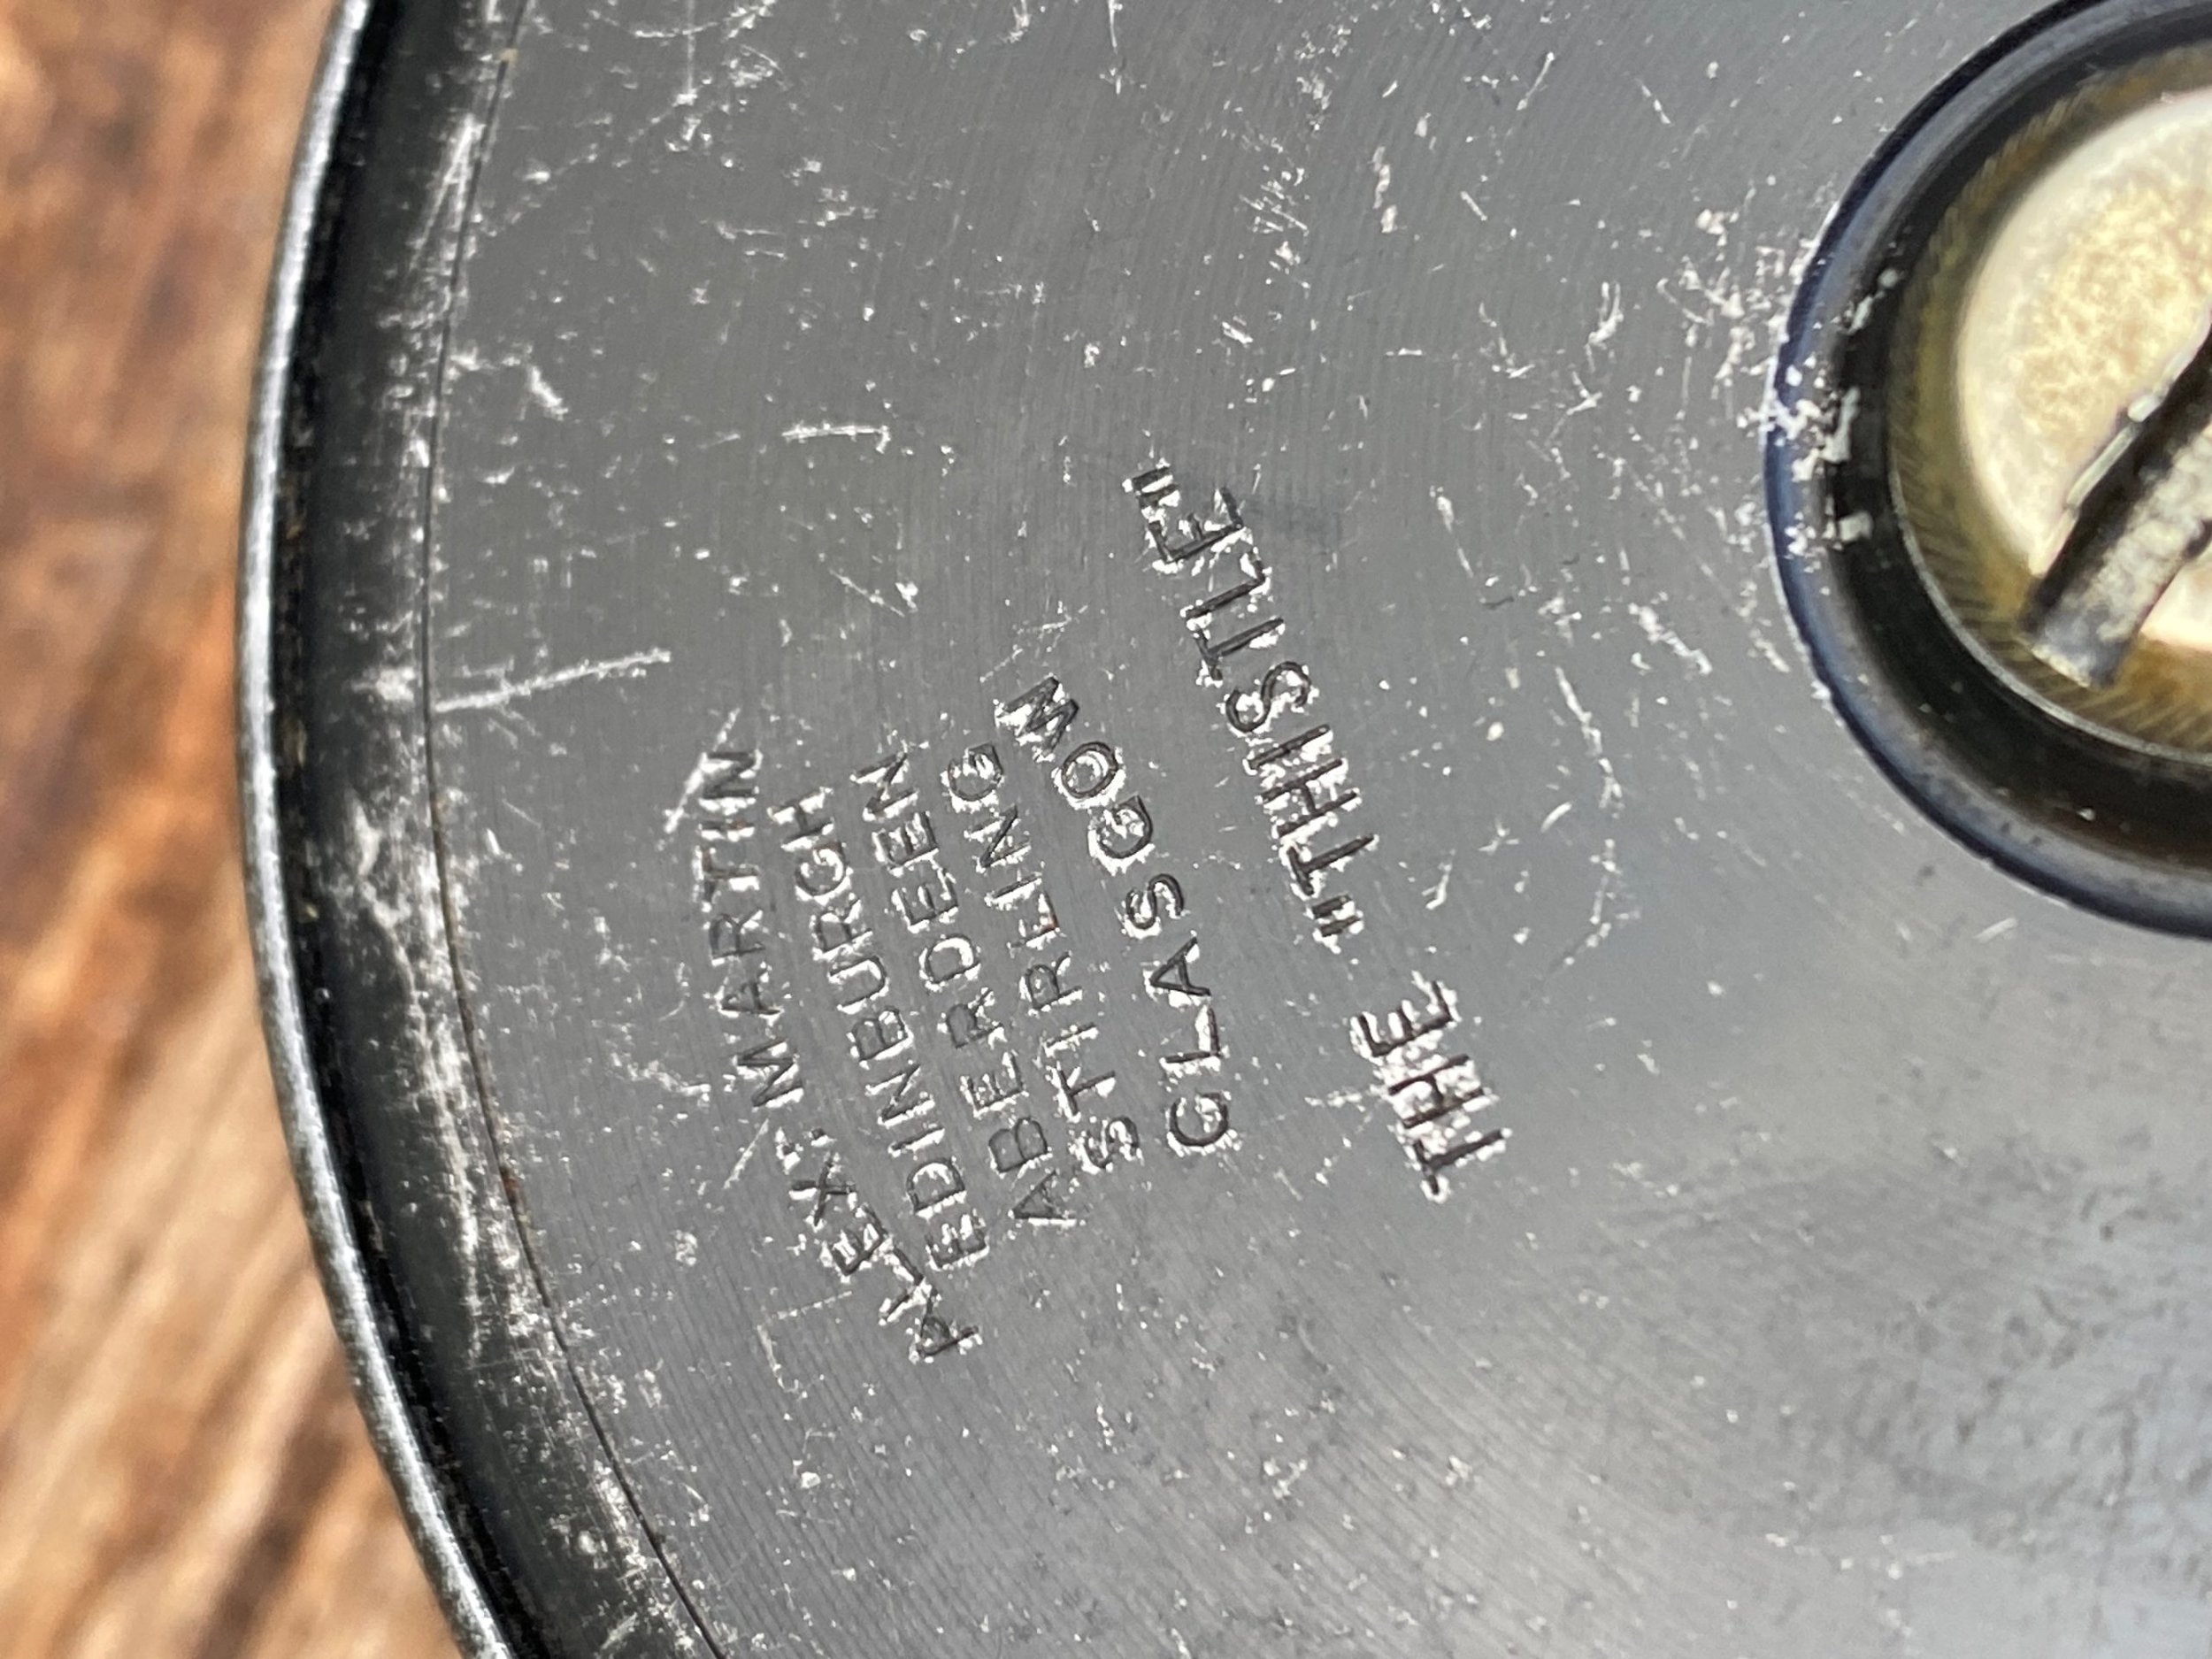 ALEXR MARTIN
EDINBURGH
ABERDEEN
STIRLING
GLASGOW
THE "THISTLE"